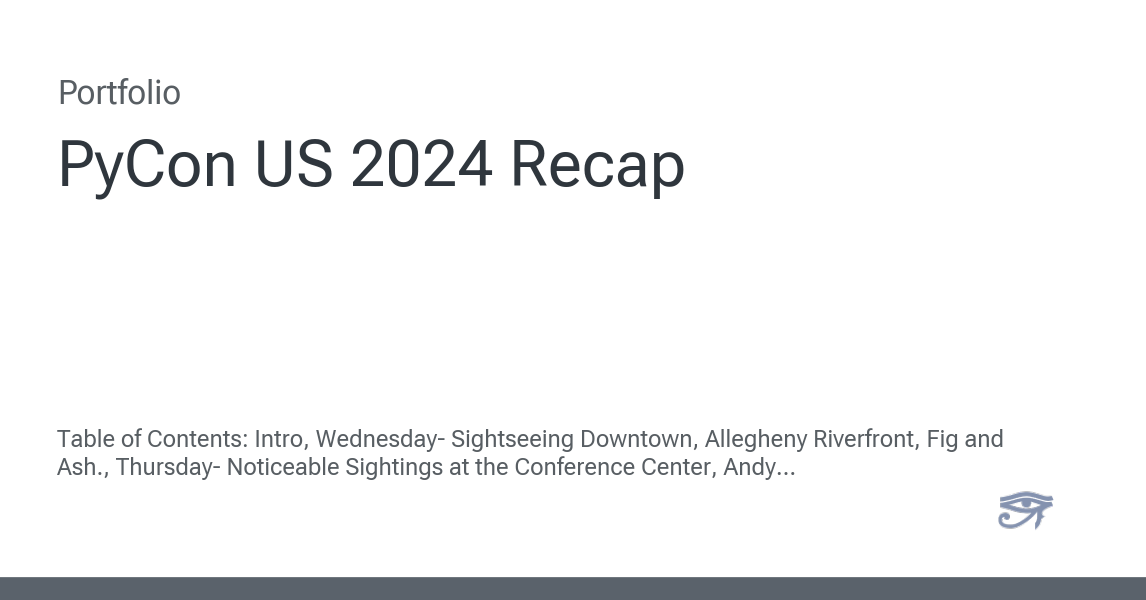 Portfolio
PyCon US 2024 Recap
Table of Contents: Intro, Wednesday- Sightseeing Downtown, Allegheny Riverfront, Fig and
Ash., Thursday- Noticeable Sightings at the Conference Center, Andy...